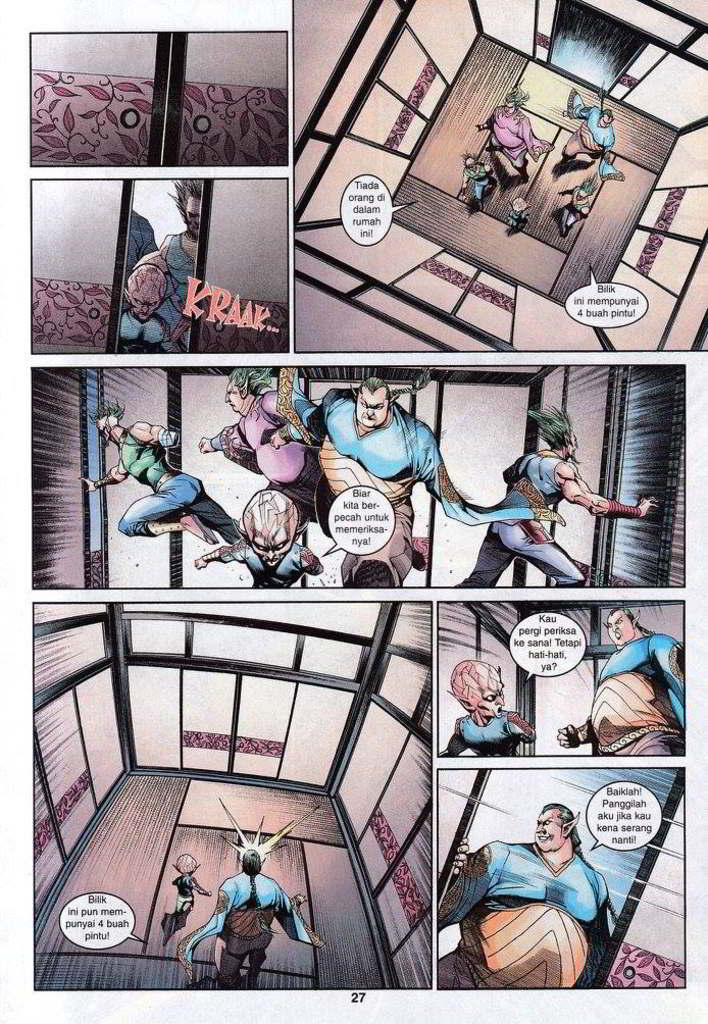 KRAAK...
Tiada
orang di
dalam
rumah
ini!
Bilik
ini mempunyai
4 buah pintu!
Biar
kita ber-
pecah untuk
memeriksa-
nya!
Bilik
ini pun mem-
punyai 4 buah
pintu!
Kau
pergi periksa
ke sana! Tetapi
hati-hati,
ya?
Baiklah!
Panggilah
aku jika kau
kena serang
nanti!
27